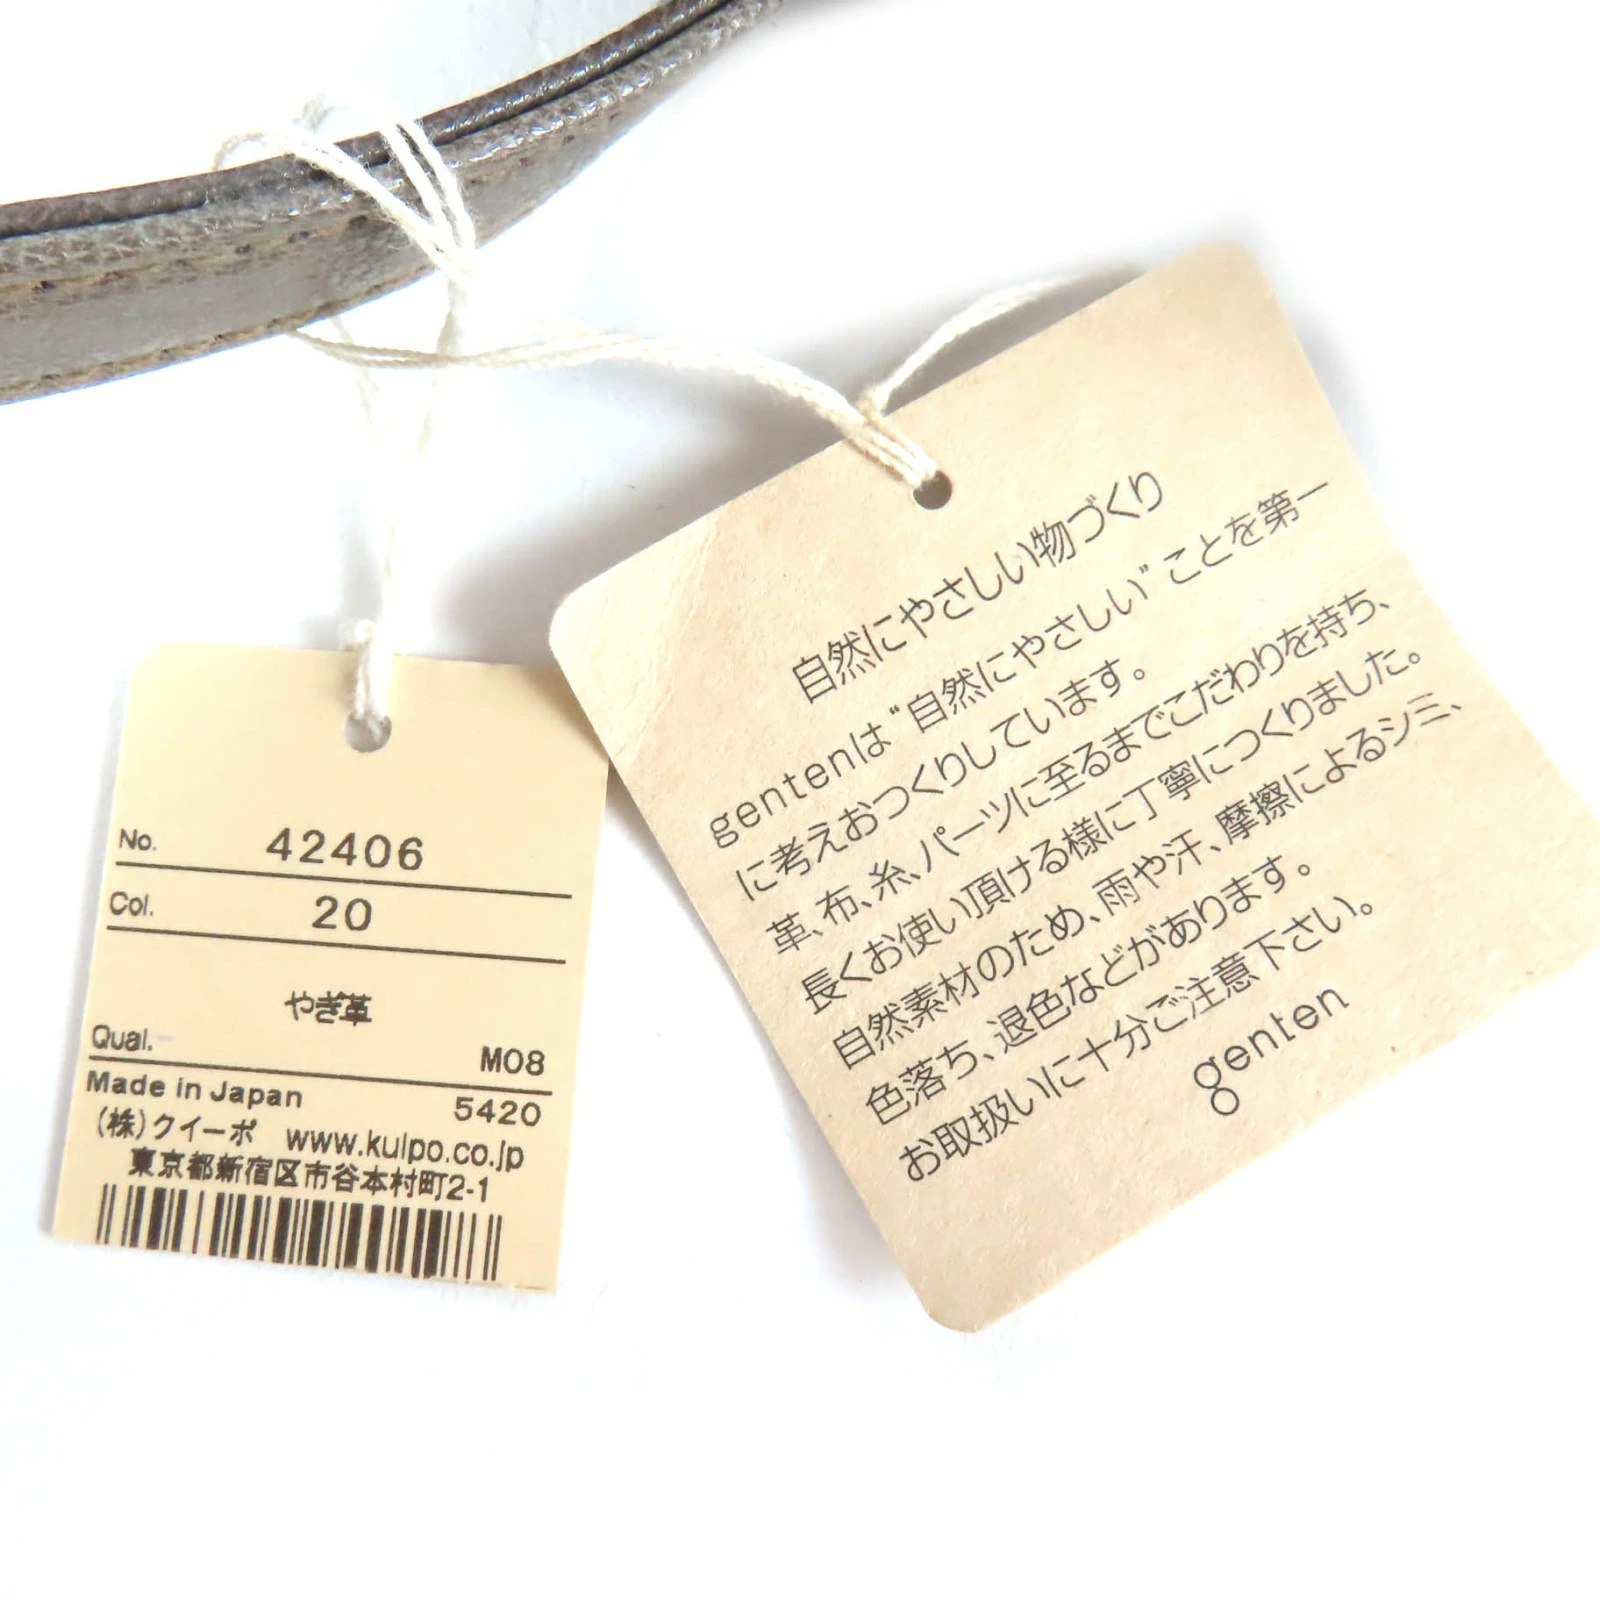 No. 42406
Col. 20
やぎ革
Qual. M08
Made in Japan 5420
(株)クイーポ www.kuipo.co.jp
東京都新宿区市谷本村町2-1
自然にやさしい物づくり
gentenは“自然にやさしい”ことを第一
に考えおつくりしています。
革、布、糸、パーツに至るまでこだわりを持ち、
長くお使い頂ける様に丁寧につくりました。
自然素材のため、雨や汗、摩擦によるシミ、
色落ち、退色などがあります。
お取扱いに十分ご注意下さい。
genten